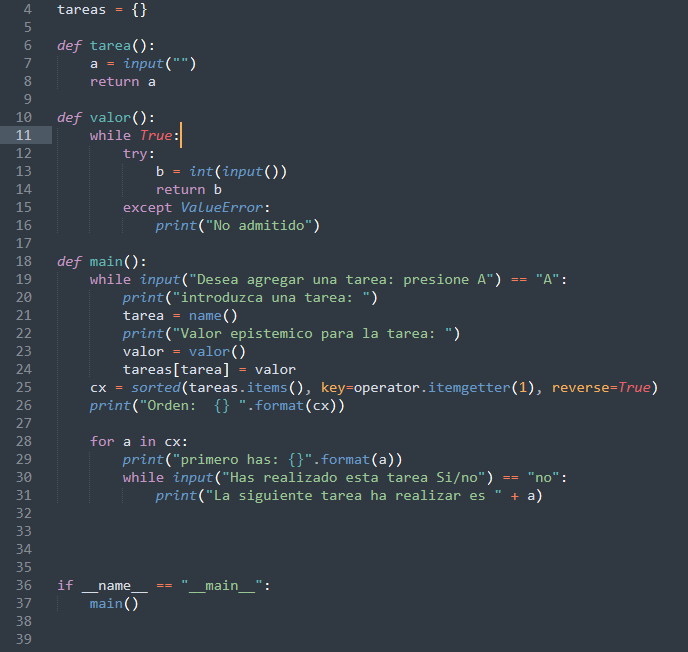 4 tareas = {}
5
6 def tarea():
7     a = input("")
8     return a
9
10 def valor():
11     while True:
12         try:
13             b = int(input())
14             return b
15         except ValueError:
16             print("No admitido")
17
18 def main():
19     while input("Desea agregar una tarea: presione A") == "A":
20         print("introduzca una tarea: ")
21         tarea = name()
22         print("Valor epistemico para la tarea: ")
23         valor = valor()
24         tareas[tarea] = valor
25     cx = sorted(tareas.items(), key=operator.itemgetter(1), reverse=True)
26     print("Orden:  {} ".format(cx))
27
28     for a in cx:
29         print("primero has: {}".format(a))
30         while input("Has realizado esta tarea Si/no") == "no":
31             print("La siguiente tarea ha realizar es " + a)
32
33
34
35
36 if __name__ == "__main__":
37     main()
38
39